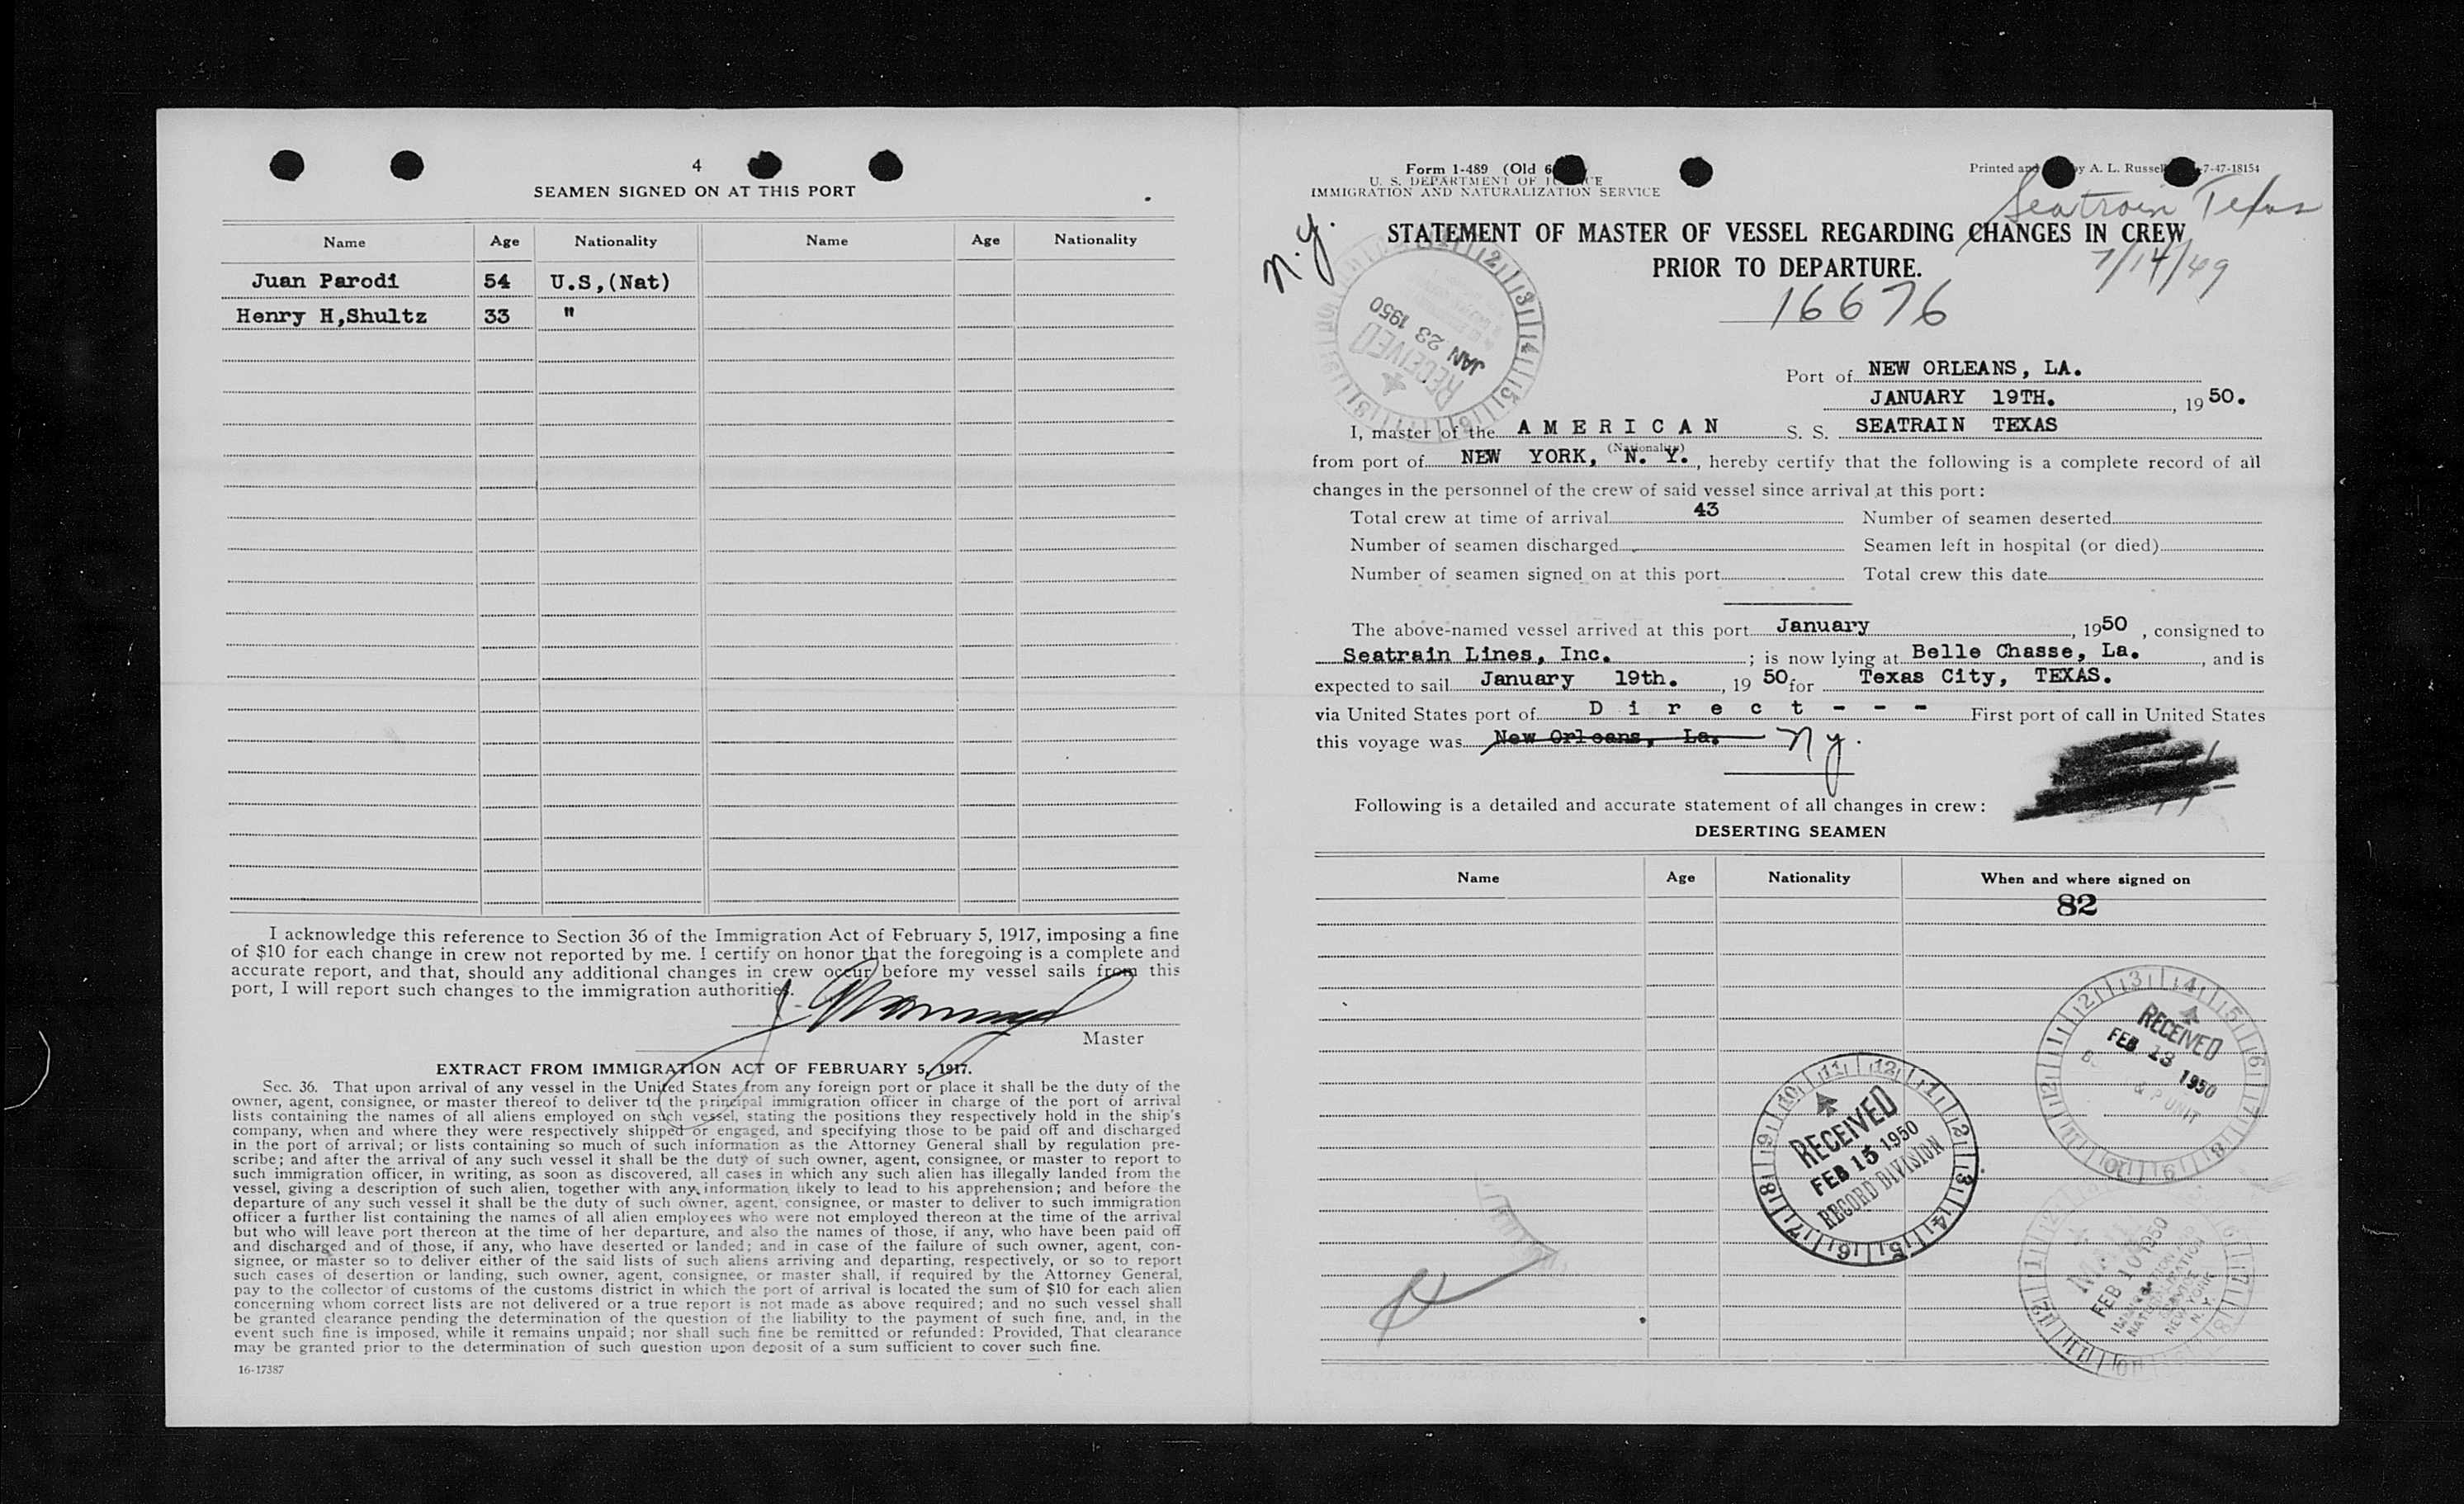 4
SEAMEN SIGNED ON AT THIS PORT
Name Age Nationality Name Age Nationality
Juan Parodi 54 U.S,(Nat)
Henry H,Shultz 33 "
I acknowledge this reference to Section 36 of the Immigration Act of February 5, 1917, imposing a fine
of $10 for each change in crew not reported by me. I certify on honor that the foregoing is a complete and
accurate report, and that, should any additional changes in crew occur before my vessel sails from this
port, I will report such changes to the immigration authorities.
Master
EXTRACT FROM IMMIGRATION ACT OF FEBRUARY 5, 1917.
Sec. 36. That upon arrival of any vessel in the United States from any foreign port or place it shall be the duty of the
owner, agent, consignee, or master thereof to deliver to the principal immigration officer in charge of the port of arrival
lists containing the names of all aliens employed on such vessel, stating the positions they respectively hold in the ship's
company, when and where they were respectively shipped or engaged, and specifying those to be paid off and discharged
in the port of arrival; or lists containing so much of such information as the Attorney General shall by regulation pre-
scribe; and after the arrival of any such vessel it shall be the duty of such owner, agent, consignee, or master to report to
such immigration officer, in writing, as soon as discovered, all cases in which any such alien has illegally landed from the
vessel, giving a description of such alien, together with any information likely to lead to his apprehension; and before the
departure of any such vessel it shall be the duty of such owner, agent, consignee, or master to deliver to such immigration
officer a further list containing the names of all alien employees who were not employed thereon at the time of the arrival
but who will leave port thereon at the time of her departure, and also the names of those, if any, who have been paid off
and discharged and of those, if any, who have deserted or landed; and in case of the failure of such owner, agent, con-
signee, or master so to deliver either of the said lists of such aliens arriving and departing, respectively, or so to report
such cases of desertion or landing, such owner, agent, consignee, or master shall, if required by the Attorney General,
pay to the collector of customs of the customs district in which the port of arrival is located the sum of $10 for each alien
concerning whom correct lists are not delivered or a true report is not made as above required; and no such vessel shall
be granted clearance pending the determination of the question of the liability to the payment of such fine, and, in the
event such fine is imposed, while it remains unpaid; nor shall such fine be remitted or refunded: Provided, That clearance
may be granted prior to the determination of such question upon deposit of a sum sufficient to cover such fine.
16-17387
Form 1-489 (Old 6
U. S. DEPARTMENT OF JUSTICE
IMMIGRATION AND NATURALIZATION SERVICE
Printed and by A. L. Russell 7-47-18154
Seatrain Texas
N.Y.
STATEMENT OF MASTER OF VESSEL REGARDING CHANGES IN CREW
PRIOR TO DEPARTURE.
7/14/49
16676
RECEIVED
JAN 23 1950
Port of NEW ORLEANS, LA.
JANUARY 19TH. , 19 50.
I, master of the A M E R I C A N S. S. SEATRAIN TEXAS
(Nationality)
from port of NEW YORK, N. Y. , hereby certify that the following is a complete record of all
changes in the personnel of the crew of said vessel since arrival at this port:
Total crew at time of arrival 43 Number of seamen deserted
Number of seamen discharged Seamen left in hospital (or died)
Number of seamen signed on at this port Total crew this date
The above-named vessel arrived at this port January , 1950 , consigned to
Seatrain Lines, Inc. ; is now lying at Belle Chasse, La. , and is
expected to sail January 19th. , 19 50 for Texas City, TEXAS.
via United States port of D i r e c t - - - First port of call in United States
this voyage was New Orleans, La. Ny.
Following is a detailed and accurate statement of all changes in crew:
DESERTING SEAMEN
Name Age Nationality When and where signed on
82
RECEIVED
FEB 13 1950
& P UNIT
RECEIVED
FEB 15 1950
RECORD DIVISION
FEB 10 1950
NEW YORK
N. Y.